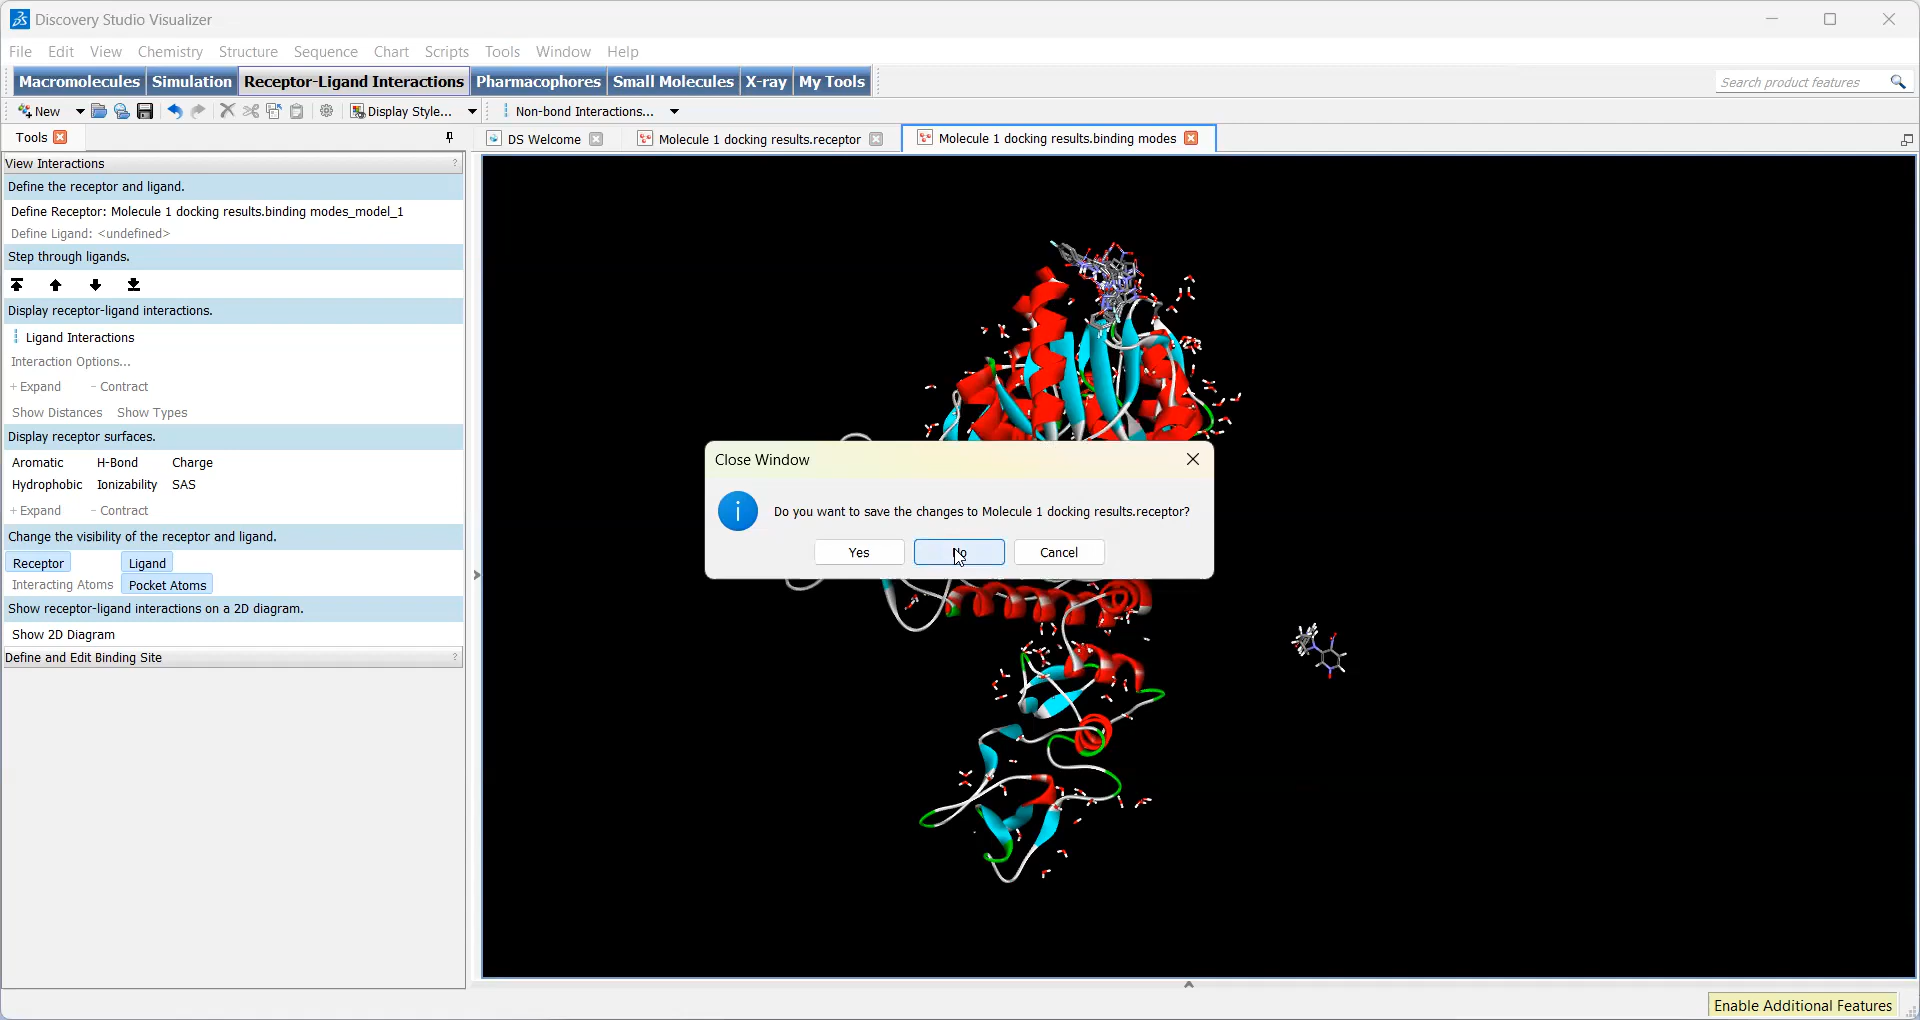 Discovery Studio Visualizer
File Edit View Chemistry Structure Sequence Chart Scripts Tools Window Help
Macromolecules Simulation Receptor-Ligand Interactions Pharmacophores Small Molecules X-ray My Tools
Search product features
New Display Style... Non-bond Interactions...
Tools
DS Welcome Molecule 1 docking results.receptor Molecule 1 docking results.binding modes
View Interactions ?
Define the receptor and ligand.
Define Receptor: Molecule 1 docking results.binding modes_model_1
Define Ligand: <undefined>
Step through ligands.
Display receptor-ligand interactions.
Ligand Interactions
Interaction Options...
+ Expand - Contract
Show Distances Show Types
Display receptor surfaces.
Aromatic H-Bond Charge
Hydrophobic Ionizability SAS
+ Expand - Contract
Change the visibility of the receptor and ligand.
Receptor Ligand
Interacting Atoms Pocket Atoms
Show receptor-ligand interactions on a 2D diagram.
Show 2D Diagram
Define and Edit Binding Site ?
Close Window
Do you want to save the changes to Molecule 1 docking results.receptor?
Yes No Cancel
Enable Additional Features